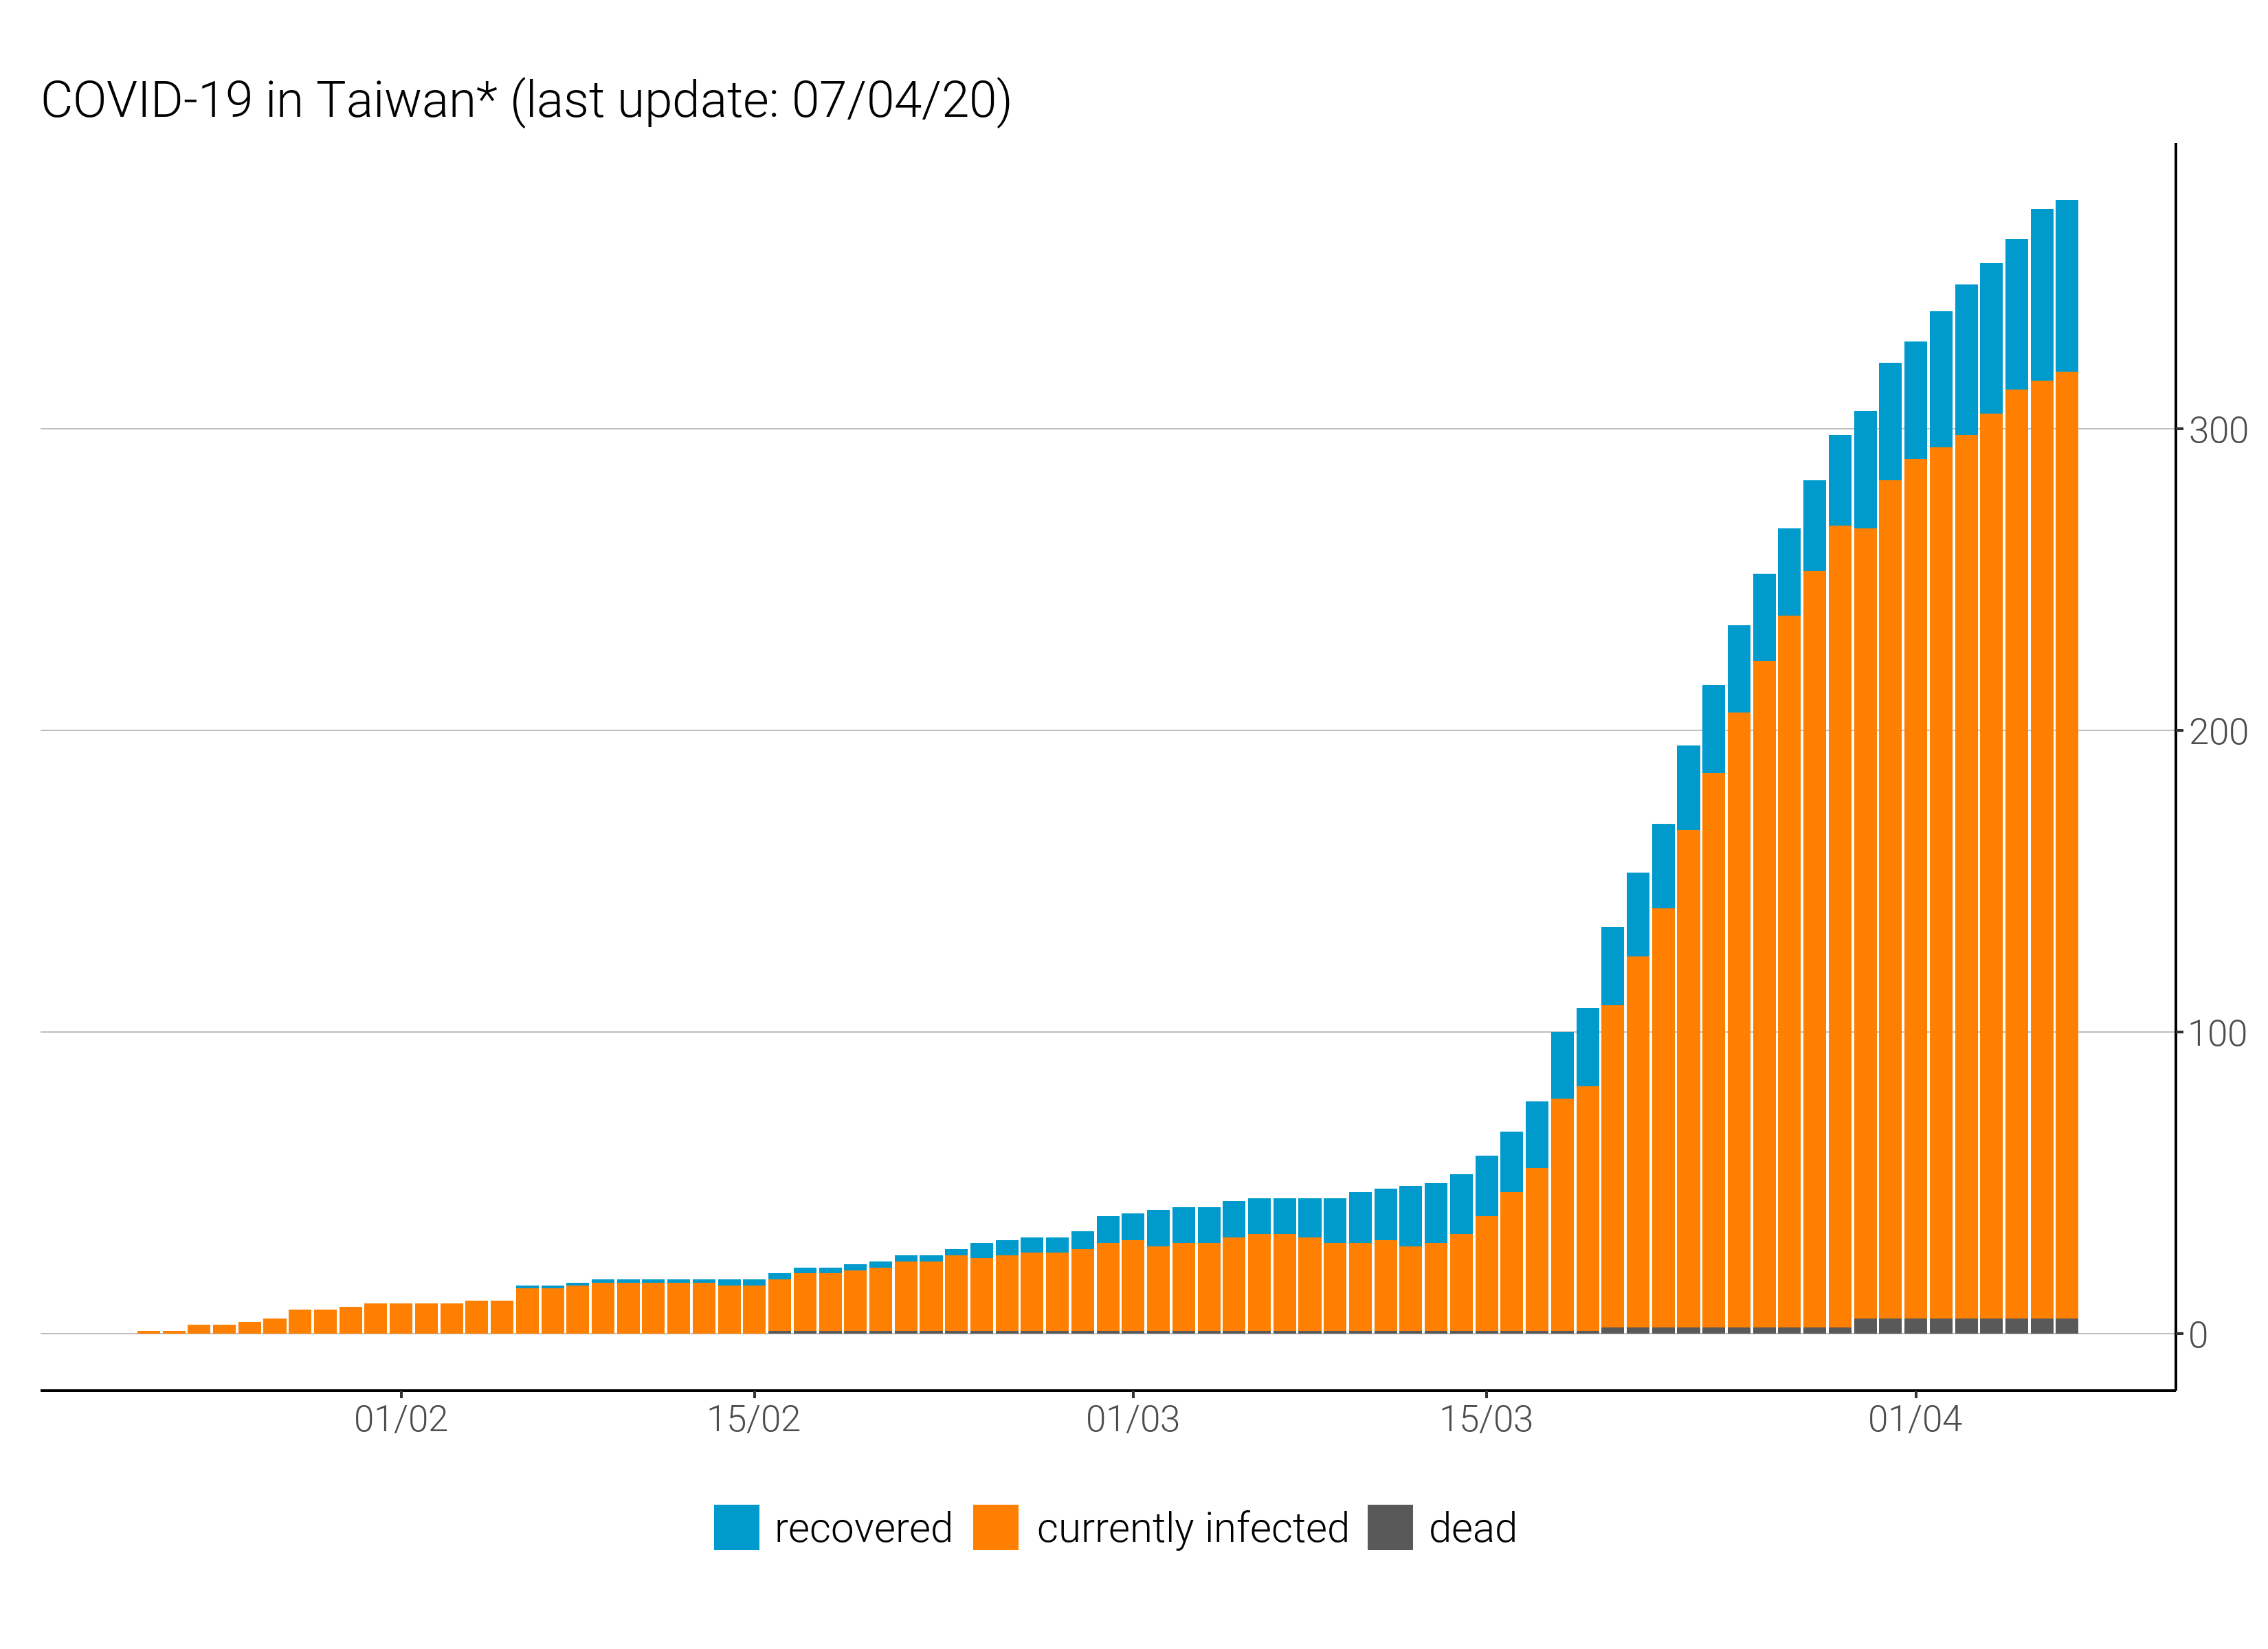 COVID-19 in Taiwan* (last update: 07/04/20)
300
200
100
0
01/02 15/02 01/03 15/03 01/04
recovered currently infected dead